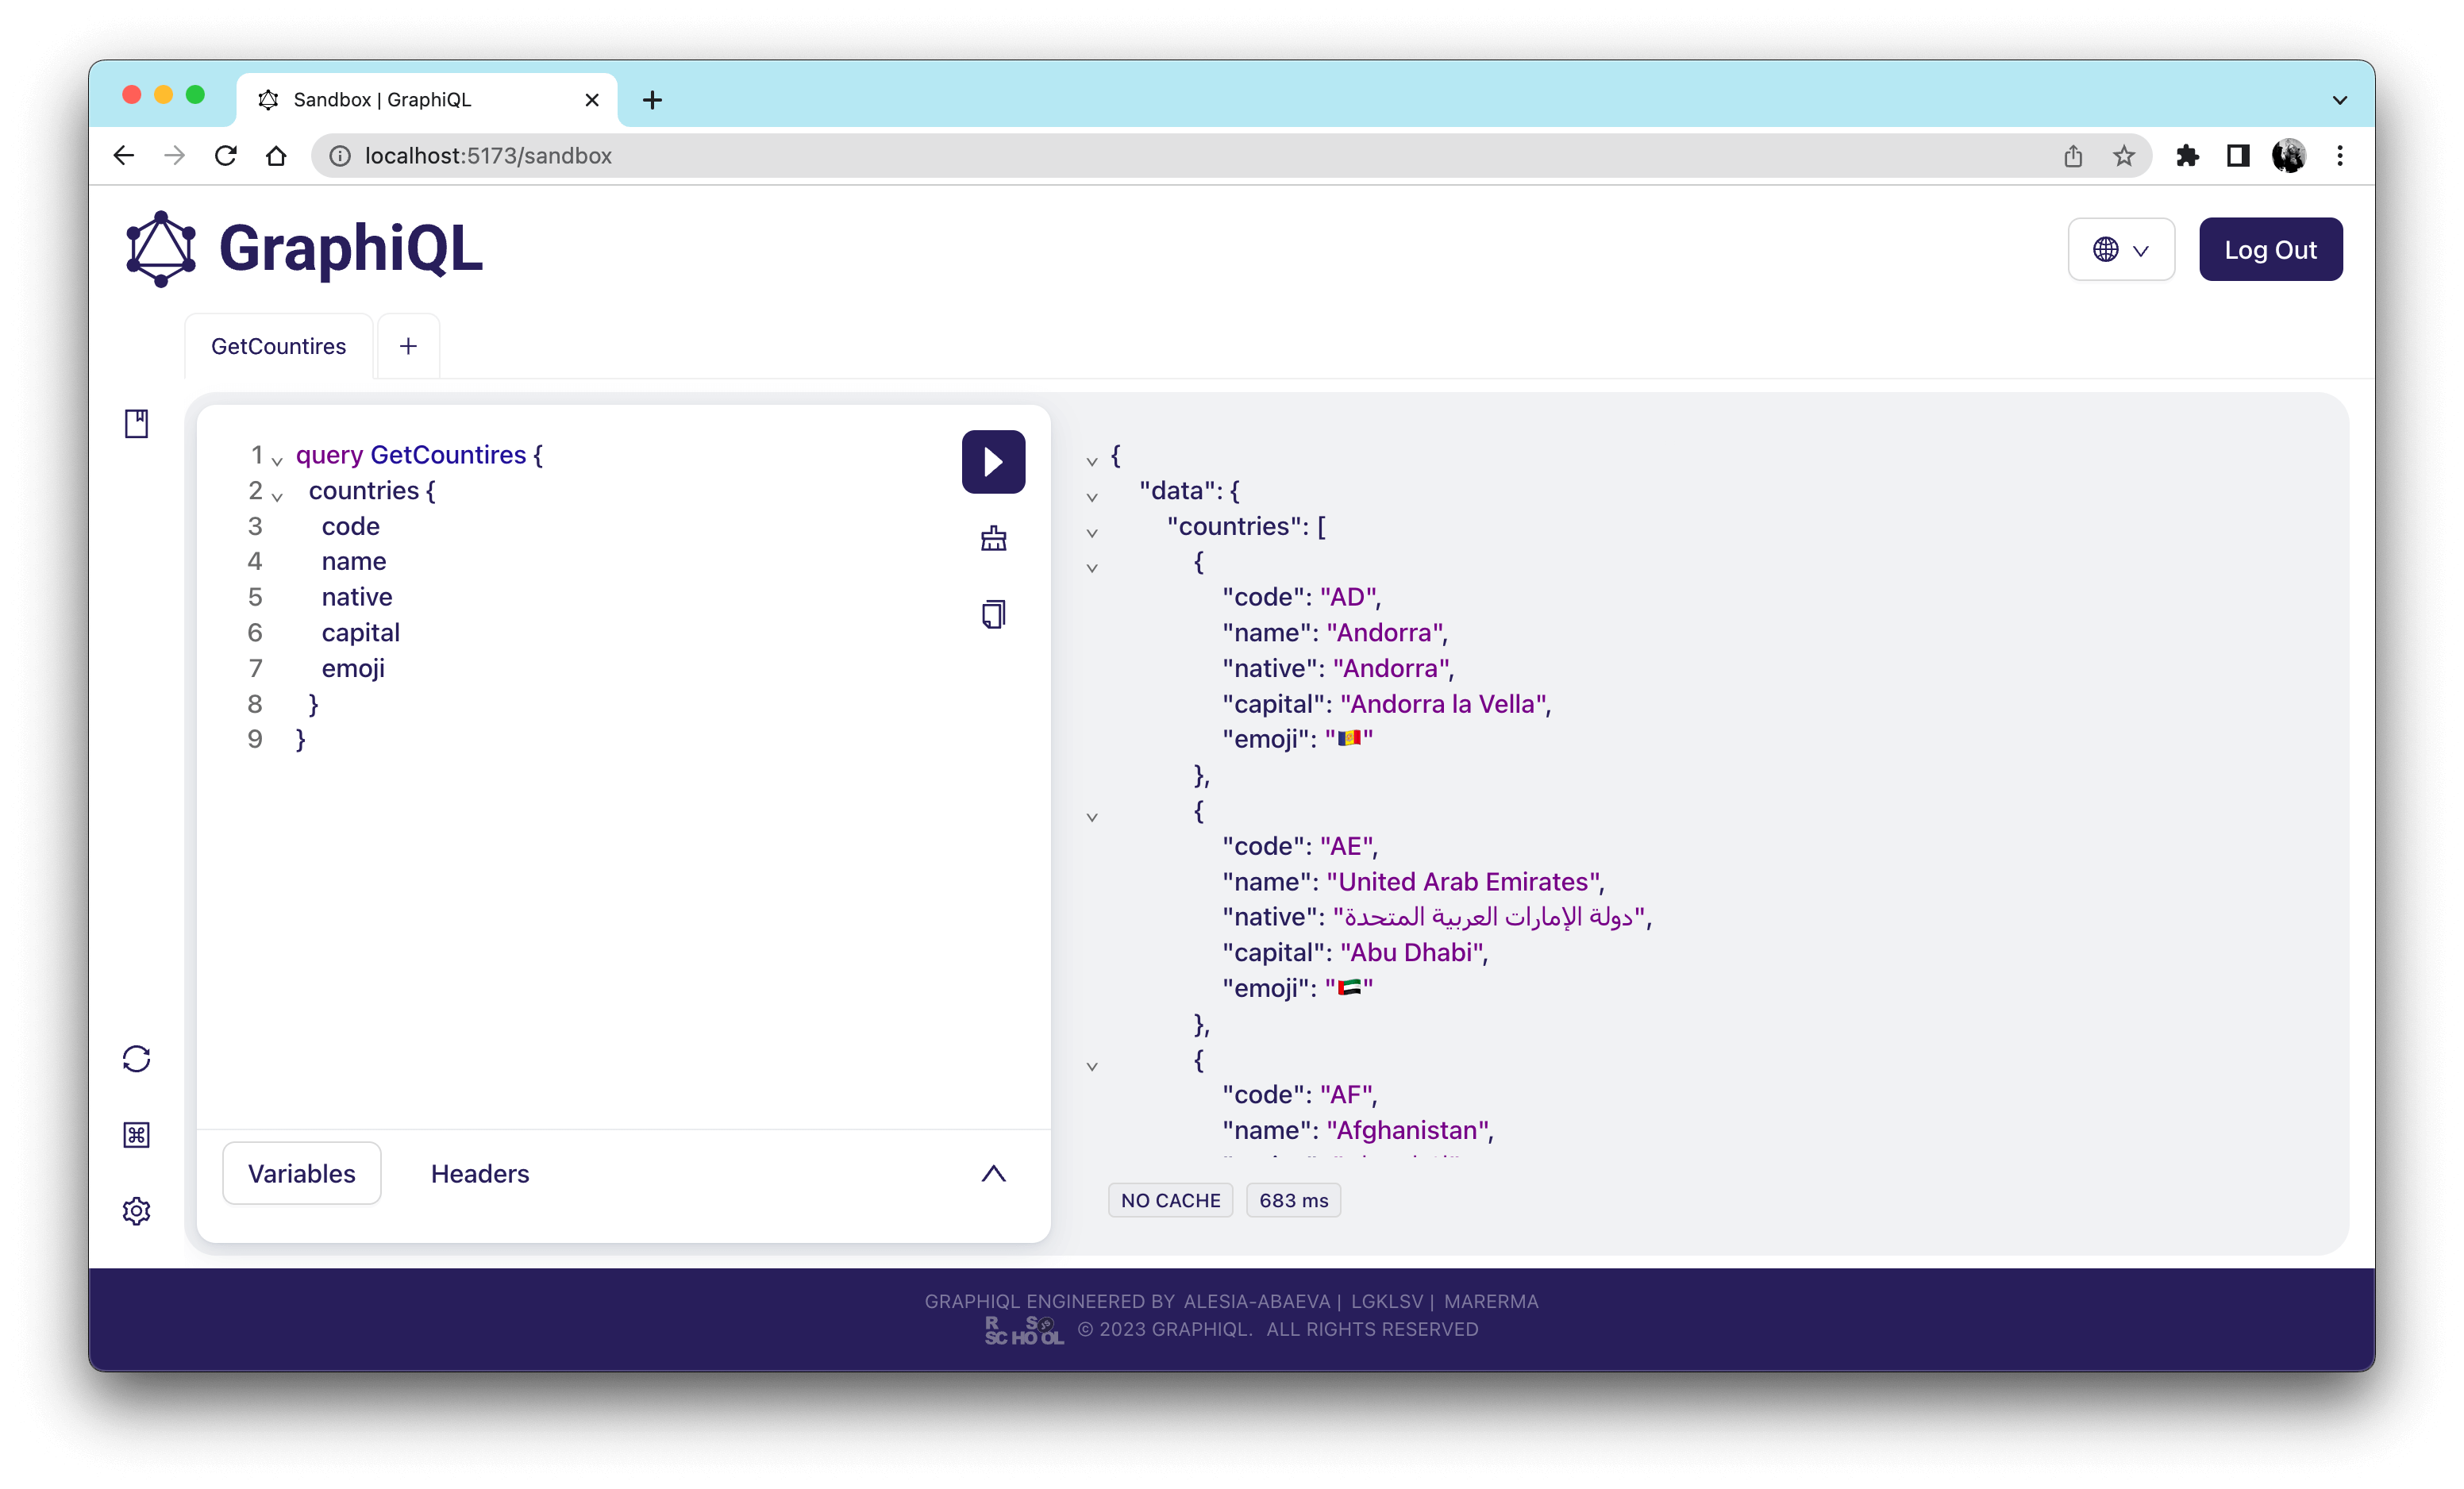 Sandbox | GraphiQL
localhost:5173/sandbox
GraphiQL
Log Out
GetCountires
1 query GetCountires {
2 countries {
3 code
4 name
5 native
6 capital
7 emoji
8 }
9 }
Variables
Headers
{
"data": {
"countries": [
{
"code": "AD",
"name": "Andorra",
"native": "Andorra",
"capital": "Andorra la Vella",
"emoji": "🇦🇩"
},
{
"code": "AE",
"name": "United Arab Emirates",
"native": "دولة الإمارات العربية المتحدة",
"capital": "Abu Dhabi",
"emoji": "🇦🇪"
},
{
"code": "AF",
"name": "Afghanistan",
NO CACHE
683 ms
GRAPHIQL ENGINEERED BY ALESIA-ABAEVA | LGKLSV | MARERMA
RS SCHOOL © 2023 GRAPHIQL. ALL RIGHTS RESERVED